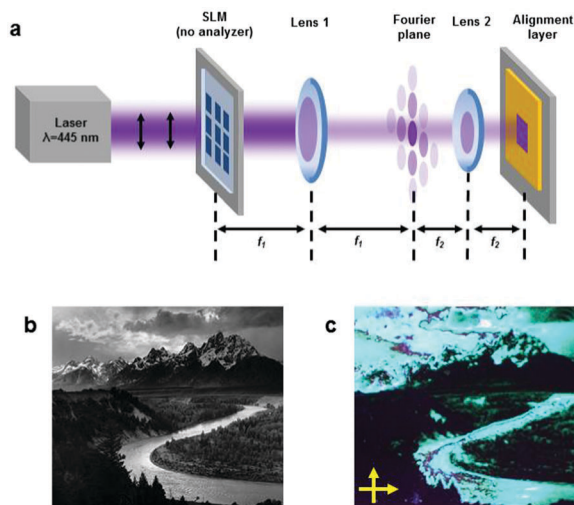 a
SLM
(no analyzer)
Lens 1
Fourier
plane
Lens 2
Alignment
layer
Laser
λ=445 nm
f1
f1
f2
f2
b
c